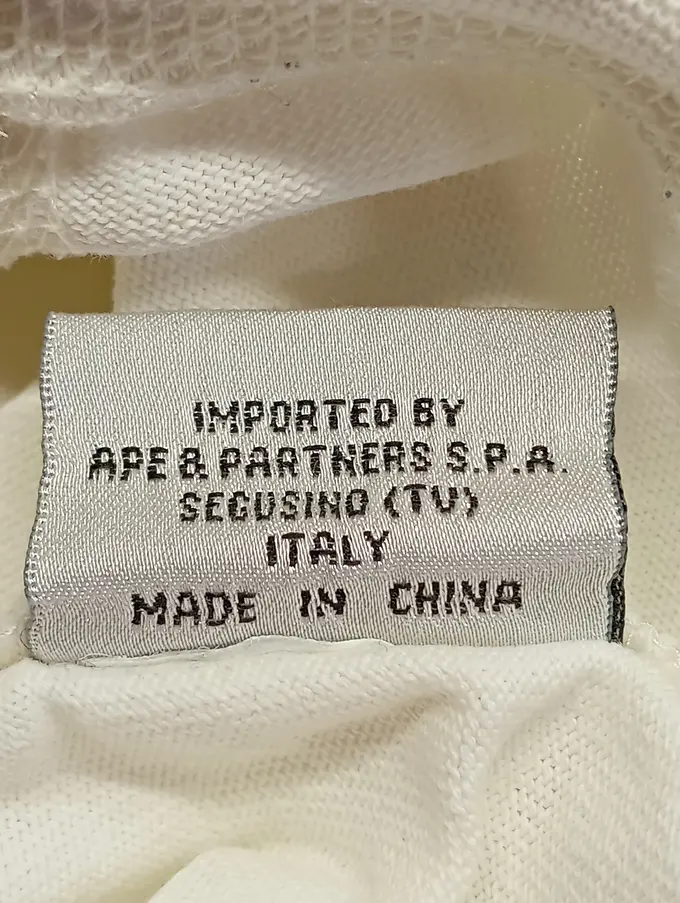 IMPORTED BY
APE & PARTNERS S.P.A.
SEGUSINO (TV)
ITALY
MADE IN CHINA